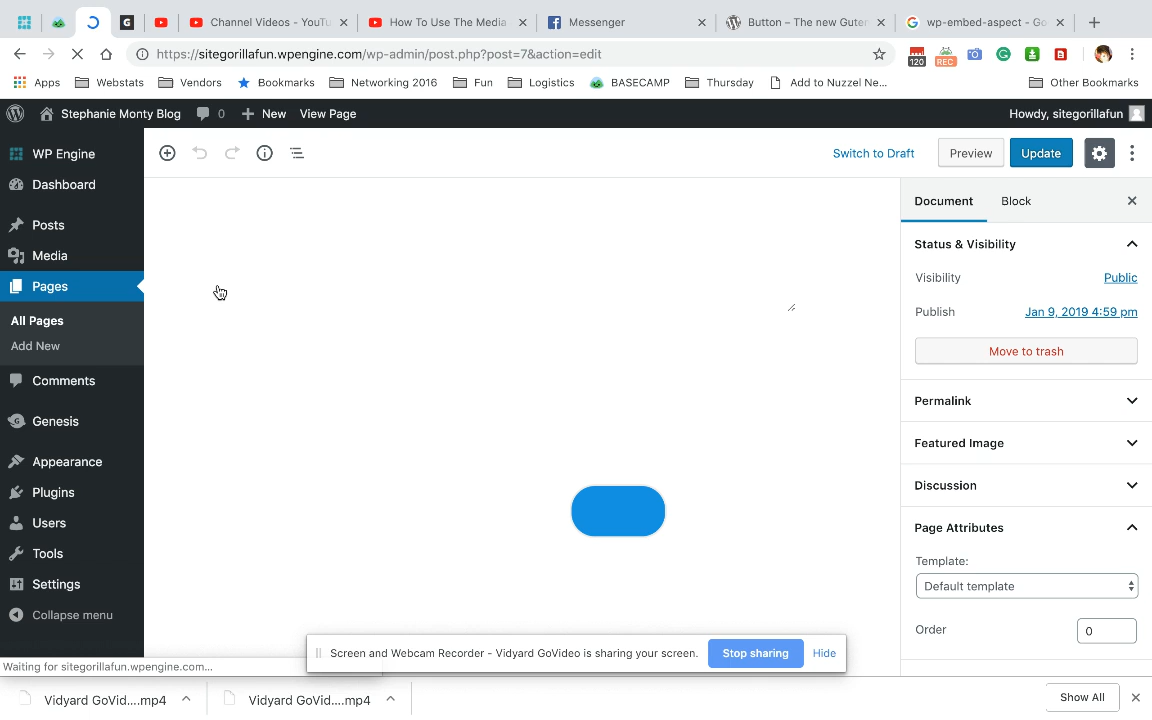 Channel Videos - YouTu
How To Use The Media
Messenger
Button – The new Guten
wp-embed-aspect - Go
https://sitegorillafun.wpengine.com/wp-admin/post.php?post=7&action=edit
120
REC
Apps Webstats Vendors Bookmarks Networking 2016 Fun Logistics BASECAMP Thursday Add to Nuzzel Ne... Other Bookmarks
Stephanie Monty Blog 0 New View Page Howdy, sitegorillafun
WP Engine
Dashboard
Posts
Media
Pages
All Pages
Add New
Comments
Genesis
Appearance
Plugins
Users
Tools
Settings
Collapse menu
Switch to Draft Preview Update
Document Block
Status & Visibility
Visibility Public
Publish Jan 9, 2019 4:59 pm
Move to trash
Permalink
Featured Image
Discussion
Page Attributes
Template:
Default template
Order 0
Screen and Webcam Recorder - Vidyard GoVideo is sharing your screen. Stop sharing Hide
Waiting for sitegorillafun.wpengine.com...
Vidyard GoVid....mp4 Vidyard GoVid....mp4 Show All